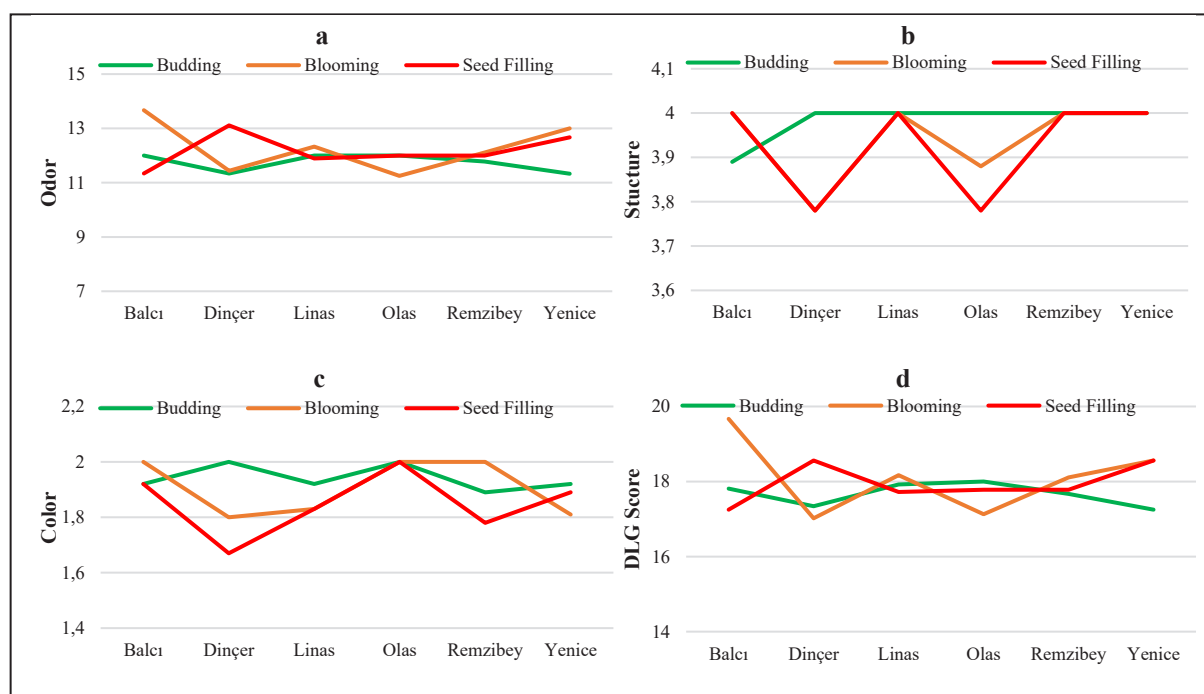 a
Budding Blooming Seed Filling
15
13
11
9
7
Odor
Balcı Dinçer Linas Olas Remzibey Yenice
b
Budding Blooming Seed Filling
4,1
4
3,9
3,8
3,7
3,6
Stucture
Balcı Dinçer Linas Olas Remzibey Yenice
c
Budding Blooming Seed Filling
2,2
2
1,8
1,6
1,4
Color
Balcı Dinçer Linas Olas Remzibey Yenice
d
Budding Blooming Seed Filling
20
18
16
14
DLG Score
Balcı Dinçer Linas Olas Remzibey Yenice